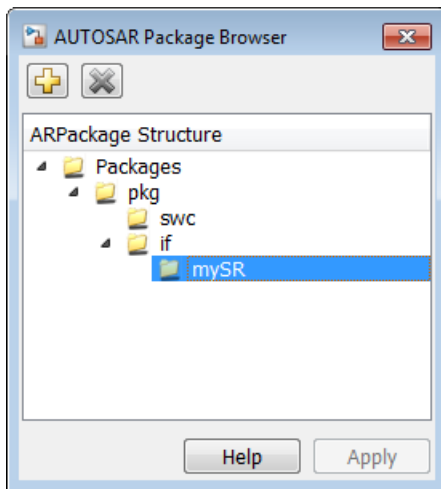 AUTOSAR Package Browser
ARPackage Structure
Packages
pkg
swc
if
mySR
Help
Apply